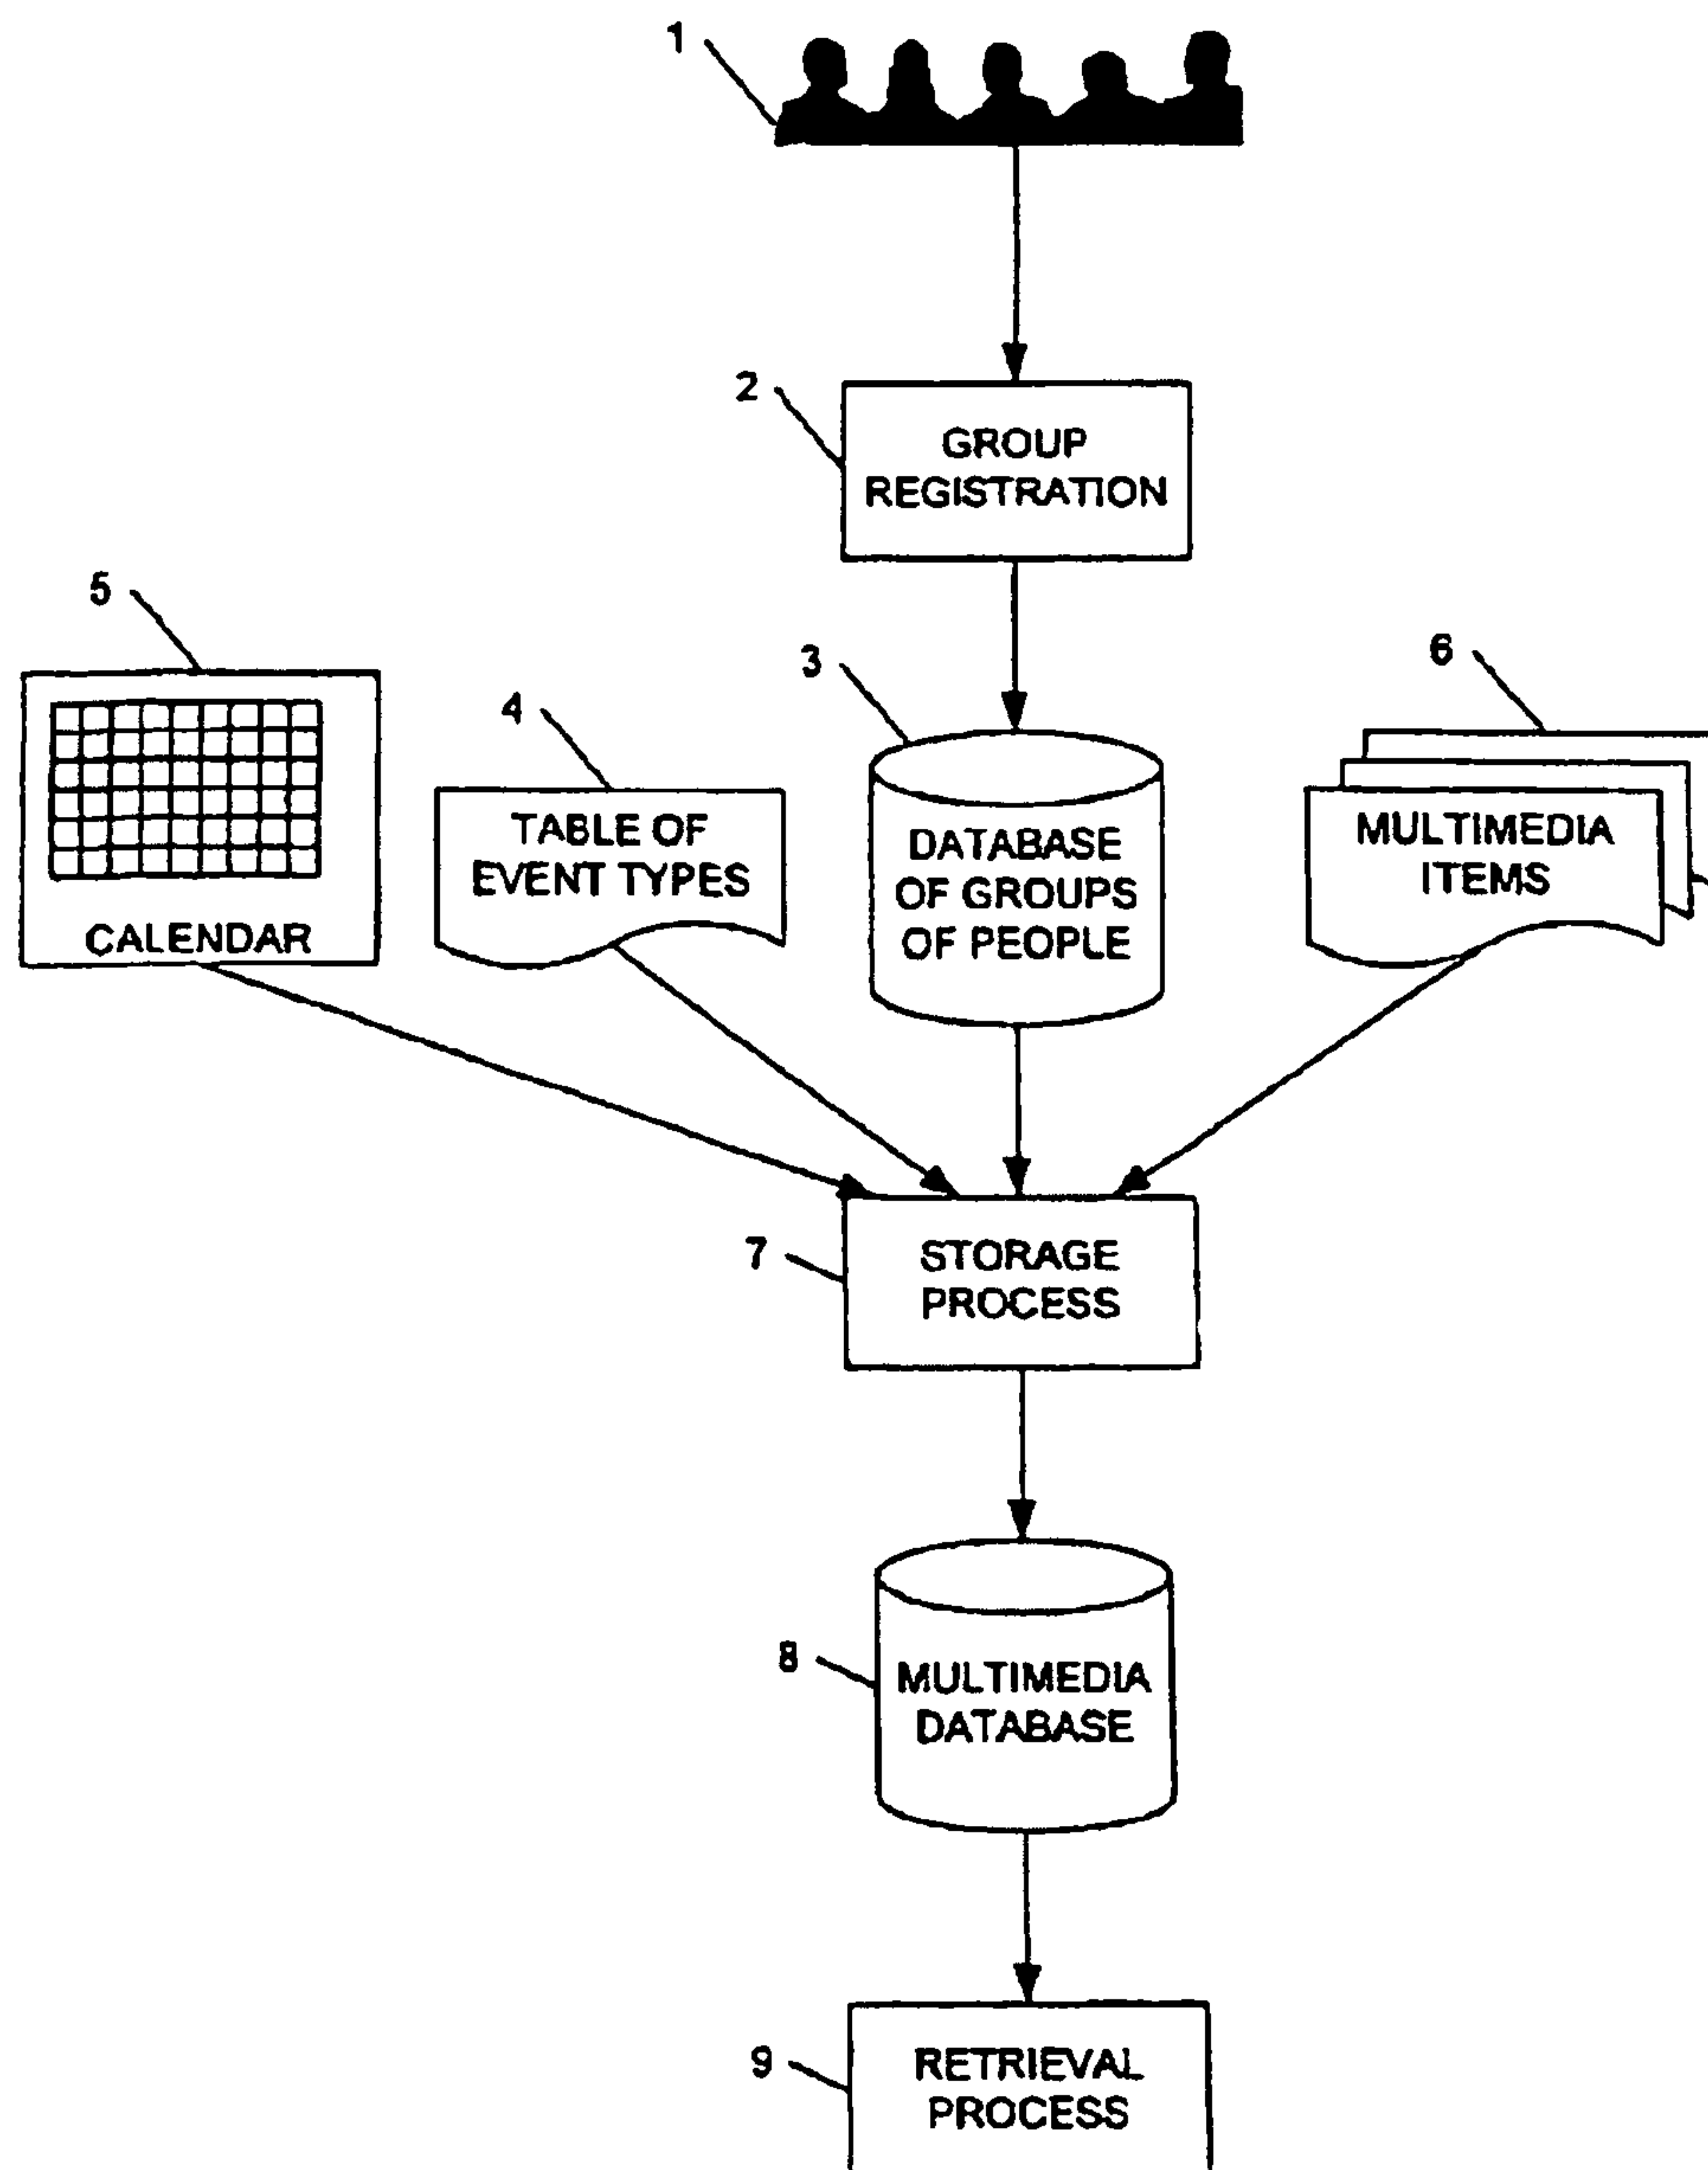 1
2
GROUP
REGISTRATION
5
CALENDAR
4
TABLE OF
EVENT TYPES
3
DATABASE
OF GROUPS
OF PEOPLE
6
MULTIMEDIA
ITEMS
7
STORAGE
PROCESS
8
MULTIMEDIA
DATABASE
9
RETRIEVAL
PROCESS